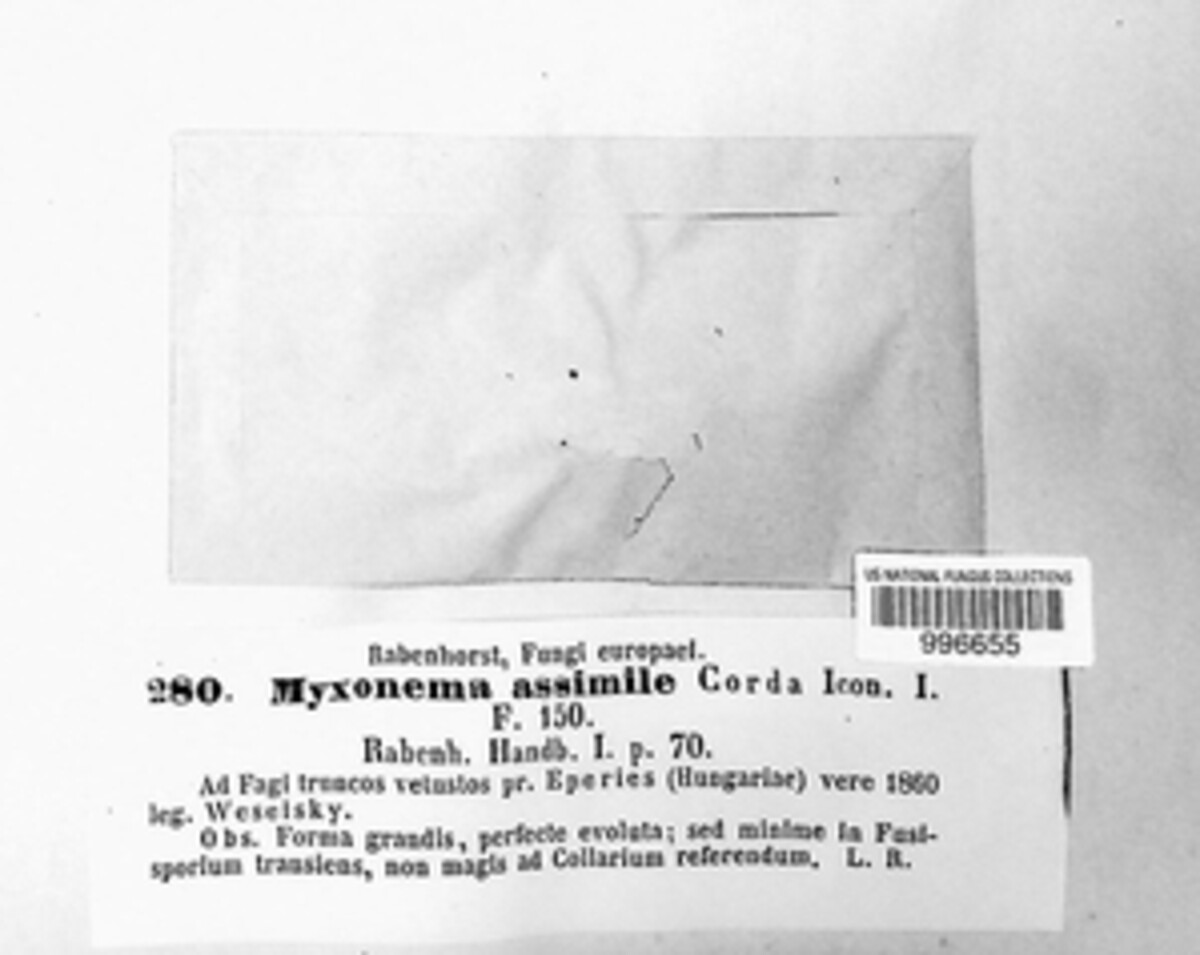 US NATIONAL FUNGUS COLLECTIONS
996655
Rabenhorst, Fungi europaei.
280. Myxonema assimile Corda Icon. I.
F. 150.
Rabenh. Handb. I. p. 70.
Ad Fagi truncos vetustos pr. Eperies (Hungariae) vere 1860
leg. Weselsky.
Obs. Forma grandis, perfecte evoluta; sed minime in Fusi-
sporium transiens, non magis ad Collarium referendum. L. R.